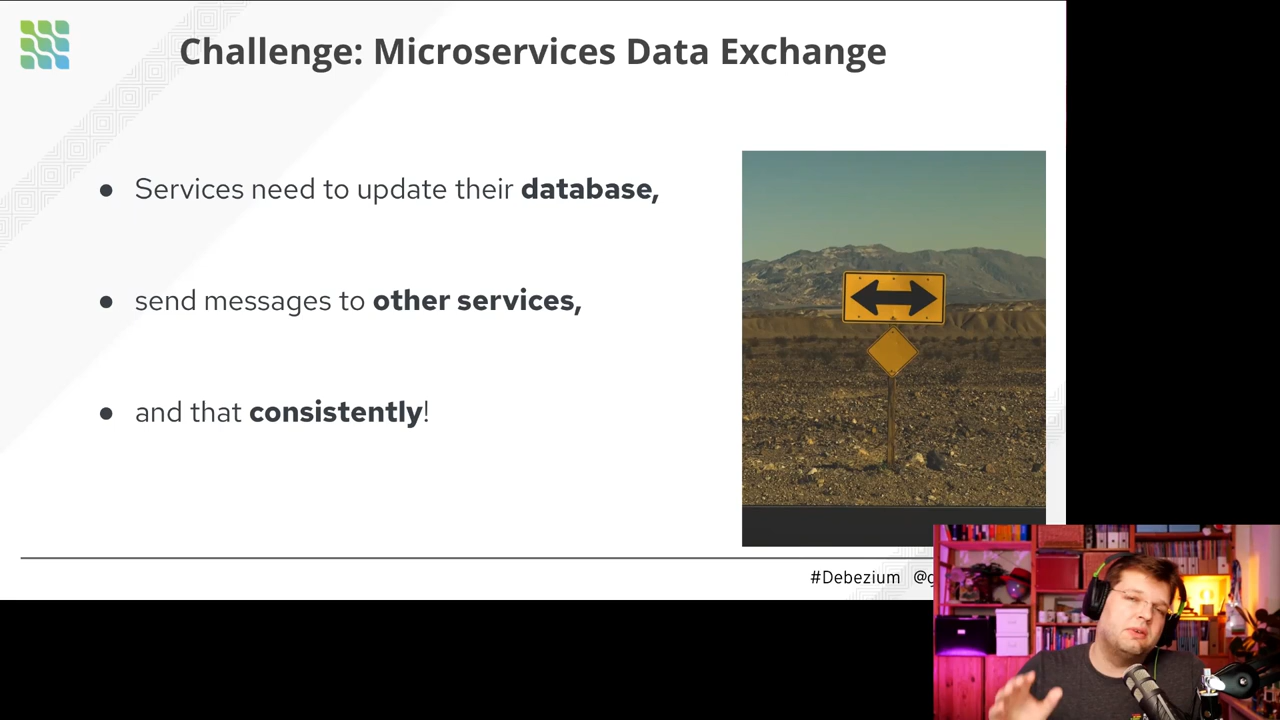 Challenge: Microservices Data Exchange
● Services need to update their database,
● send messages to other services,
● and that consistently!
#Debezium